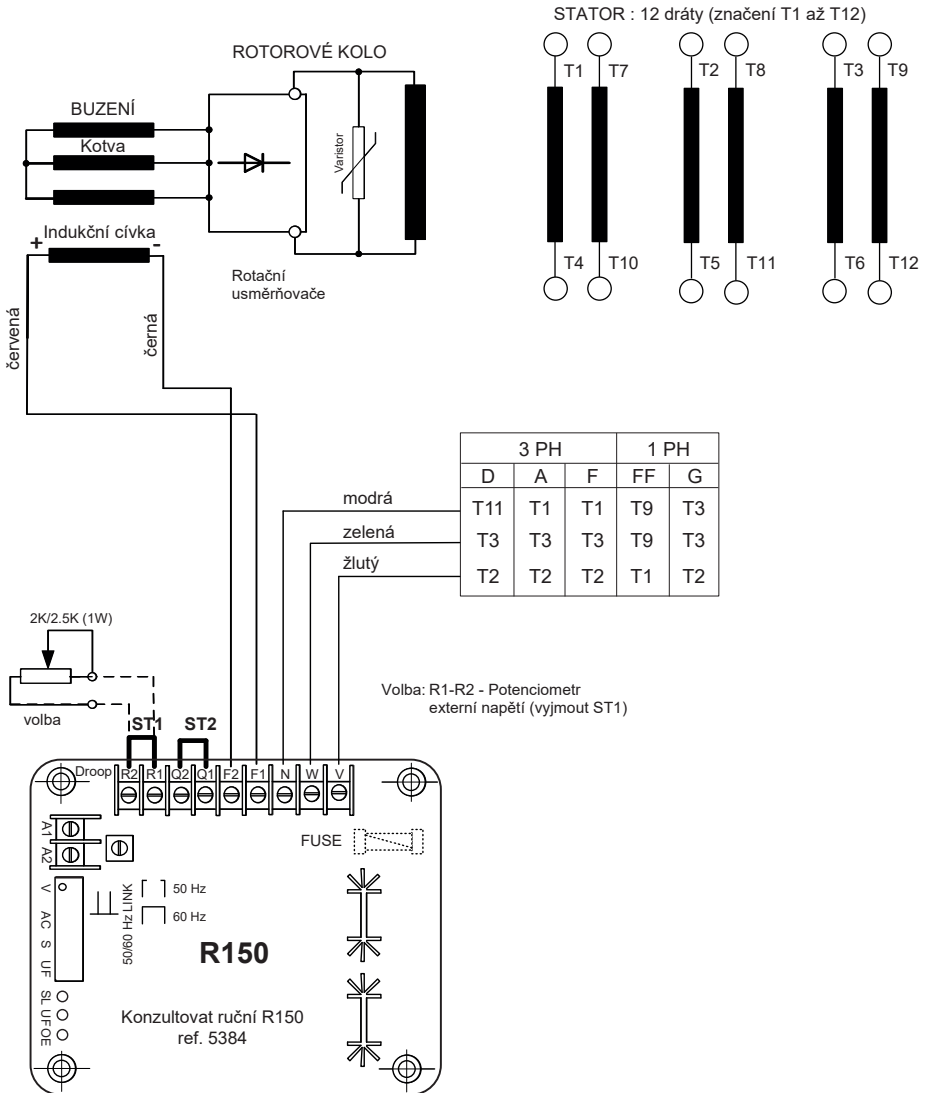 STATOR : 12 dráty (značení T1 až T12)
ROTOROVÉ KOLO
T1 T7 T2 T8 T3 T9
BUZENÍ
Kotva
Varistor
Indukční cívka
+ -
T4 T10 T5 T11 T6 T12
Rotační
usměrňovače
červená
černá
3 PH 1 PH
D A F FF G
modrá T11 T1 T1 T9 T3
zelená T3 T3 T3 T9 T3
žlutý T2 T2 T2 T1 T2
2K/2.5K (1W)
volba
Volba: R1-R2 - Potenciometr
externí napětí (vyjmout ST1)
ST1 ST2
Droop R2 R1 Q2 Q1 F2 F1 N W V
A1
A2
FUSE
V
AC
S
UF
50/60 Hz LINK
50 Hz
60 Hz
R150
SL
UF
OE
Konzultovat ruční R150
ref. 5384